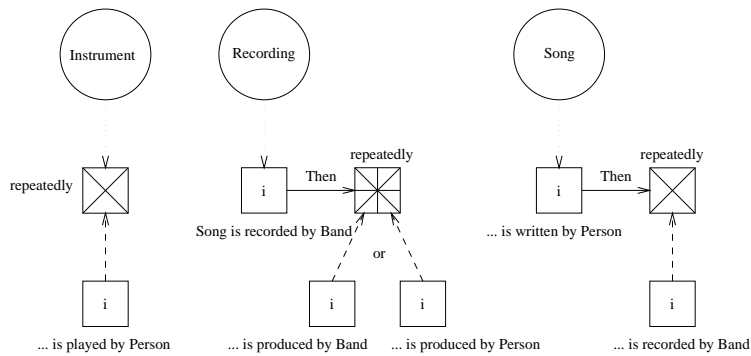 Instrument
Recording
Song
repeatedly
repeatedly
repeatedly
i
Then
i
Then
Song is recorded by Band
... is written by Person
or
i
i
i
i
... is played by Person
... is produced by Band
... is produced by Person
... is recorded by Band